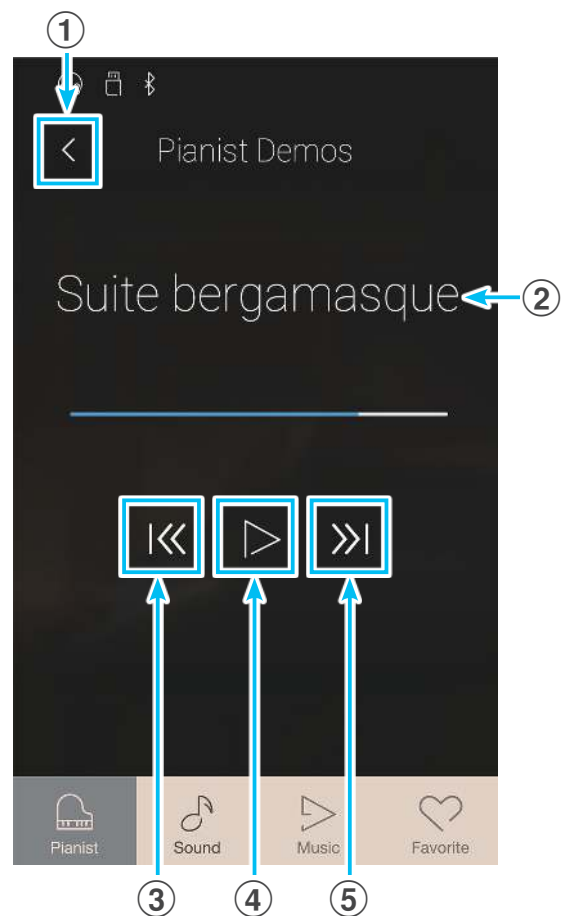 ①
Pianist Demos
Suite bergamasque
②
Pianist
Sound
Music
Favorite
③ ④ ⑤